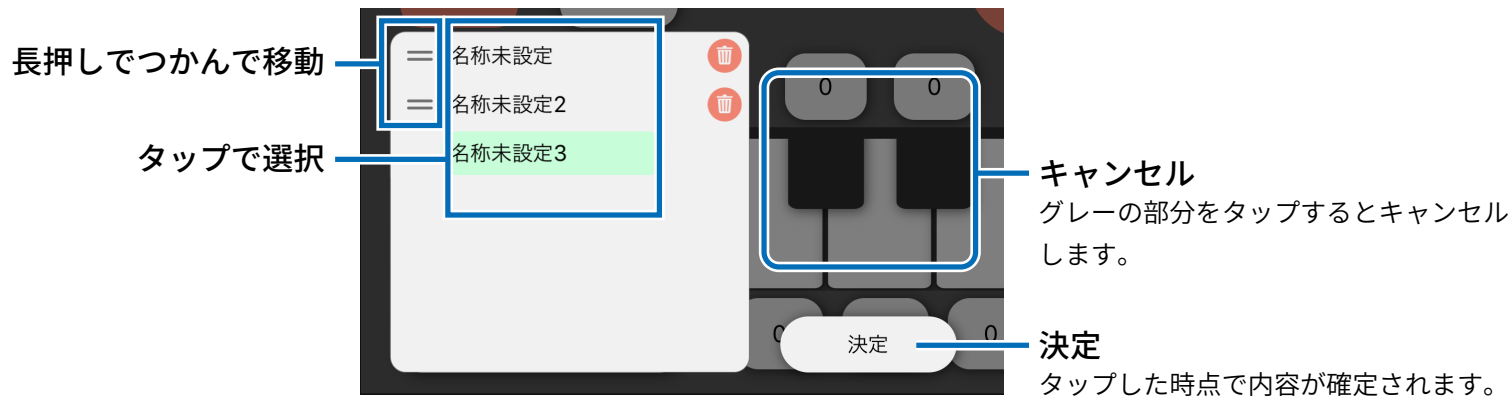 長押しでつかんで移動
タップで選択
名称未設定
名称未設定2
名称未設定3
0
0
キャンセル
グレーの部分をタップするとキャンセル
します。
0
決定
0
決定
タップした時点で内容が確定されます。